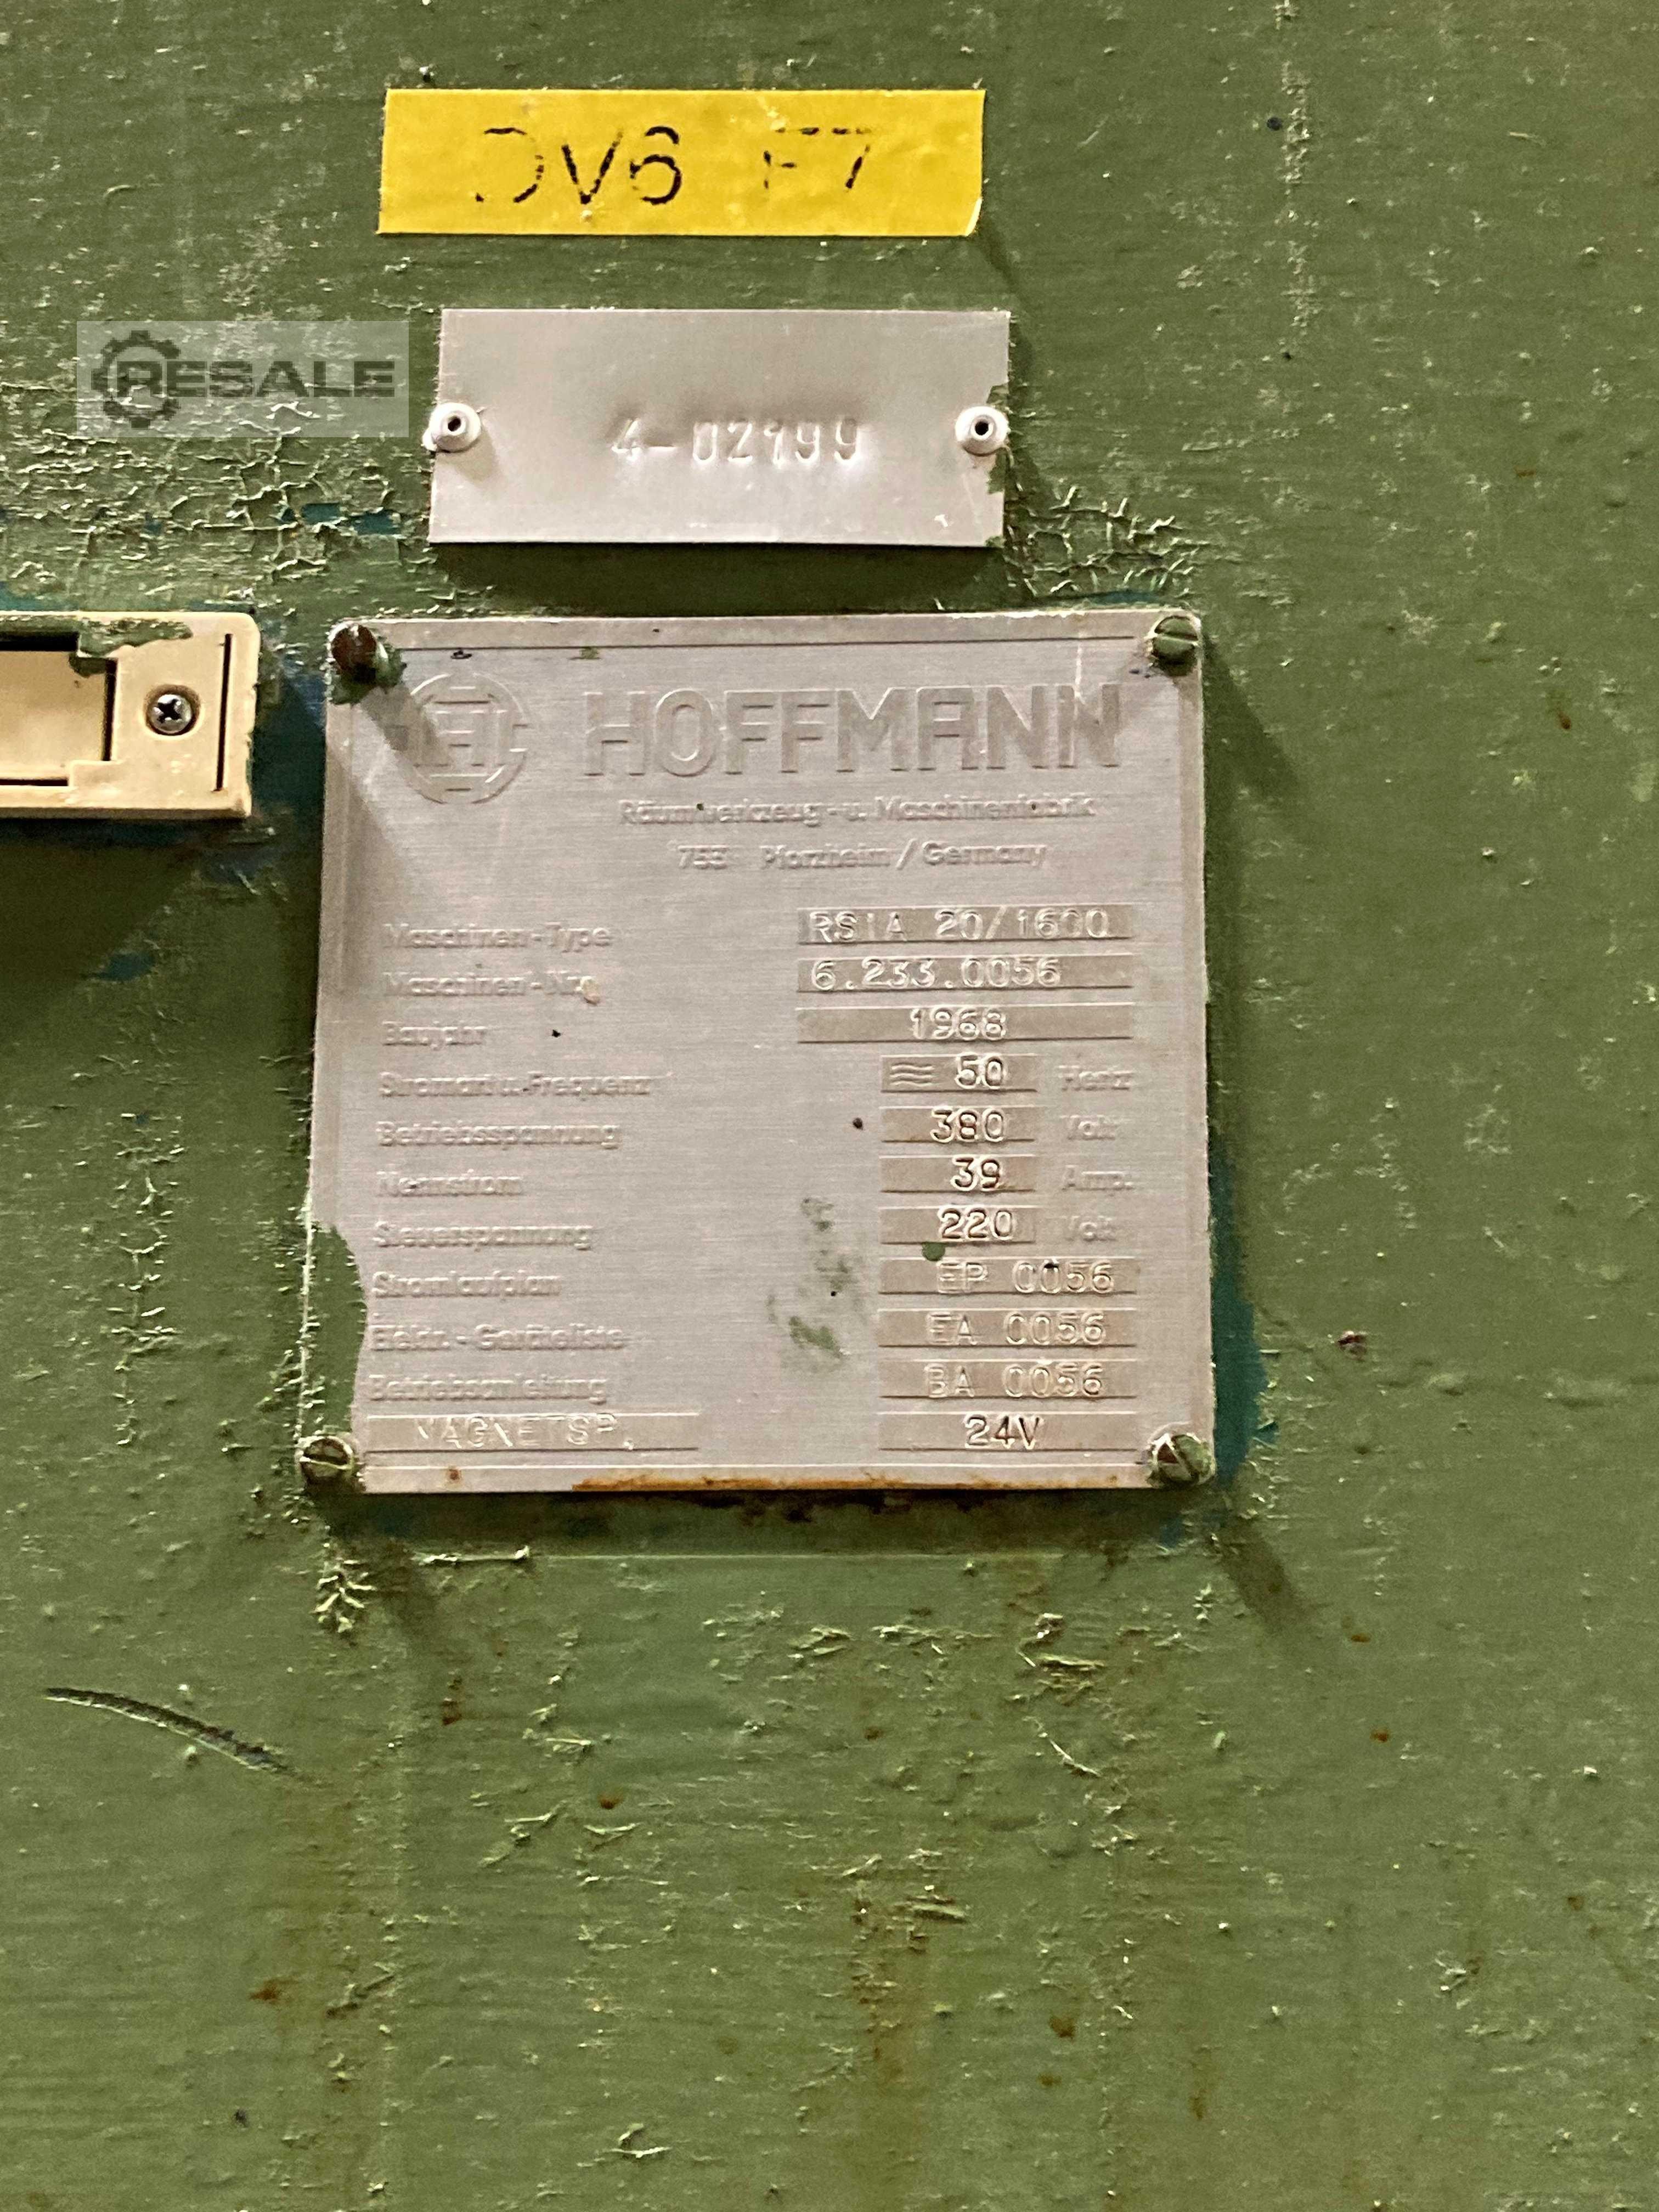 DV6 F7
RESALE
4-02199
H HOFFMANN
Räumwerkzeug-u. Maschinenfabrik
753 Pforzheim/Germany
Maschinen-Type RSIA 20/1600
Maschinen-Nr. 6.233.0056
Baujahr 1968
Stromart u.-Frequenz 50 Hertz
Betriebsspannung 380 Volt
Nennstrom 39 Amp.
Steuerspannung 220 Volt
Stromlaufplan EP 0056
Elektr.-Geräteliste EA 0056
Betriebsanleitung BA 0056
MAGNETSP. 24V